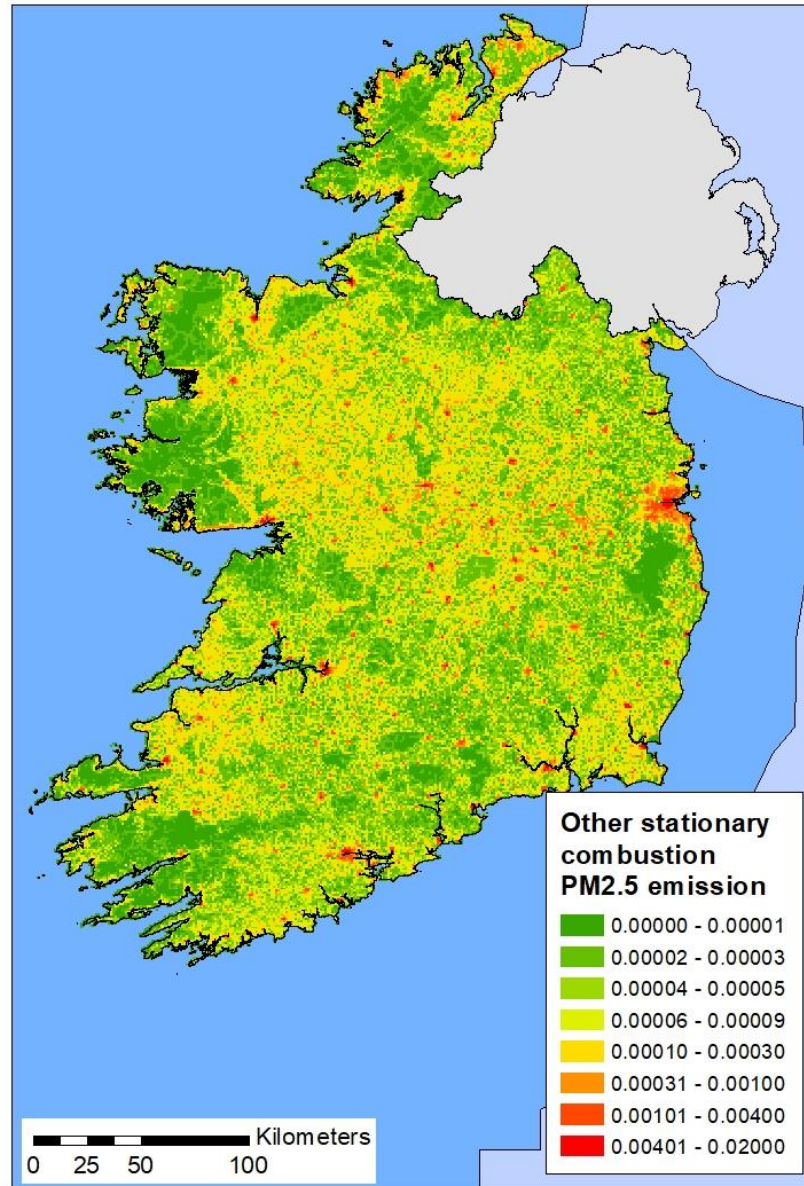 Other stationary
combustion
PM2.5 emission
0.00000 - 0.00001
0.00002 - 0.00003
0.00004 - 0.00005
0.00006 - 0.00009
0.00010 - 0.00030
0.00031 - 0.00100
0.00101 - 0.00400
0.00401 - 0.02000
Kilometers
0 25 50 100